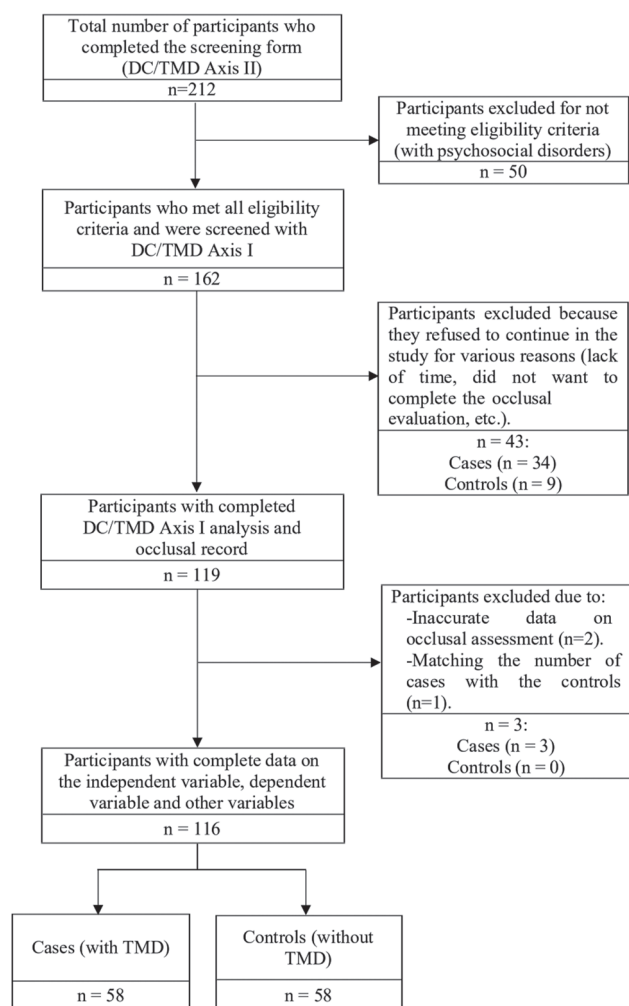 Total number of participants who
completed the screening form
(DC/TMD Axis II)
n=212
Participants excluded for not
meeting eligibility criteria
(with psychosocial disorders)
n = 50
Participants who met all eligibility
criteria and were screened with
DC/TMD Axis I
n = 162
Participants excluded because
they refused to continue in the
study for various reasons (lack
of time, did not want to
complete the occlusal
evaluation, etc.).
n = 43:
Cases (n = 34)
Controls (n = 9)
Participants with completed
DC/TMD Axis I analysis and
occlusal record
n = 119
Participants excluded due to:
-Inaccurate data on
occlusal assessment (n=2).
-Matching the number of
cases with the controls
(n=1).
n = 3:
Cases (n = 3)
Controls (n = 0)
Participants with complete data on
the independent variable, dependent
variable and other variables
n = 116
Cases (with TMD)
n = 58
Controls (without
TMD)
n = 58